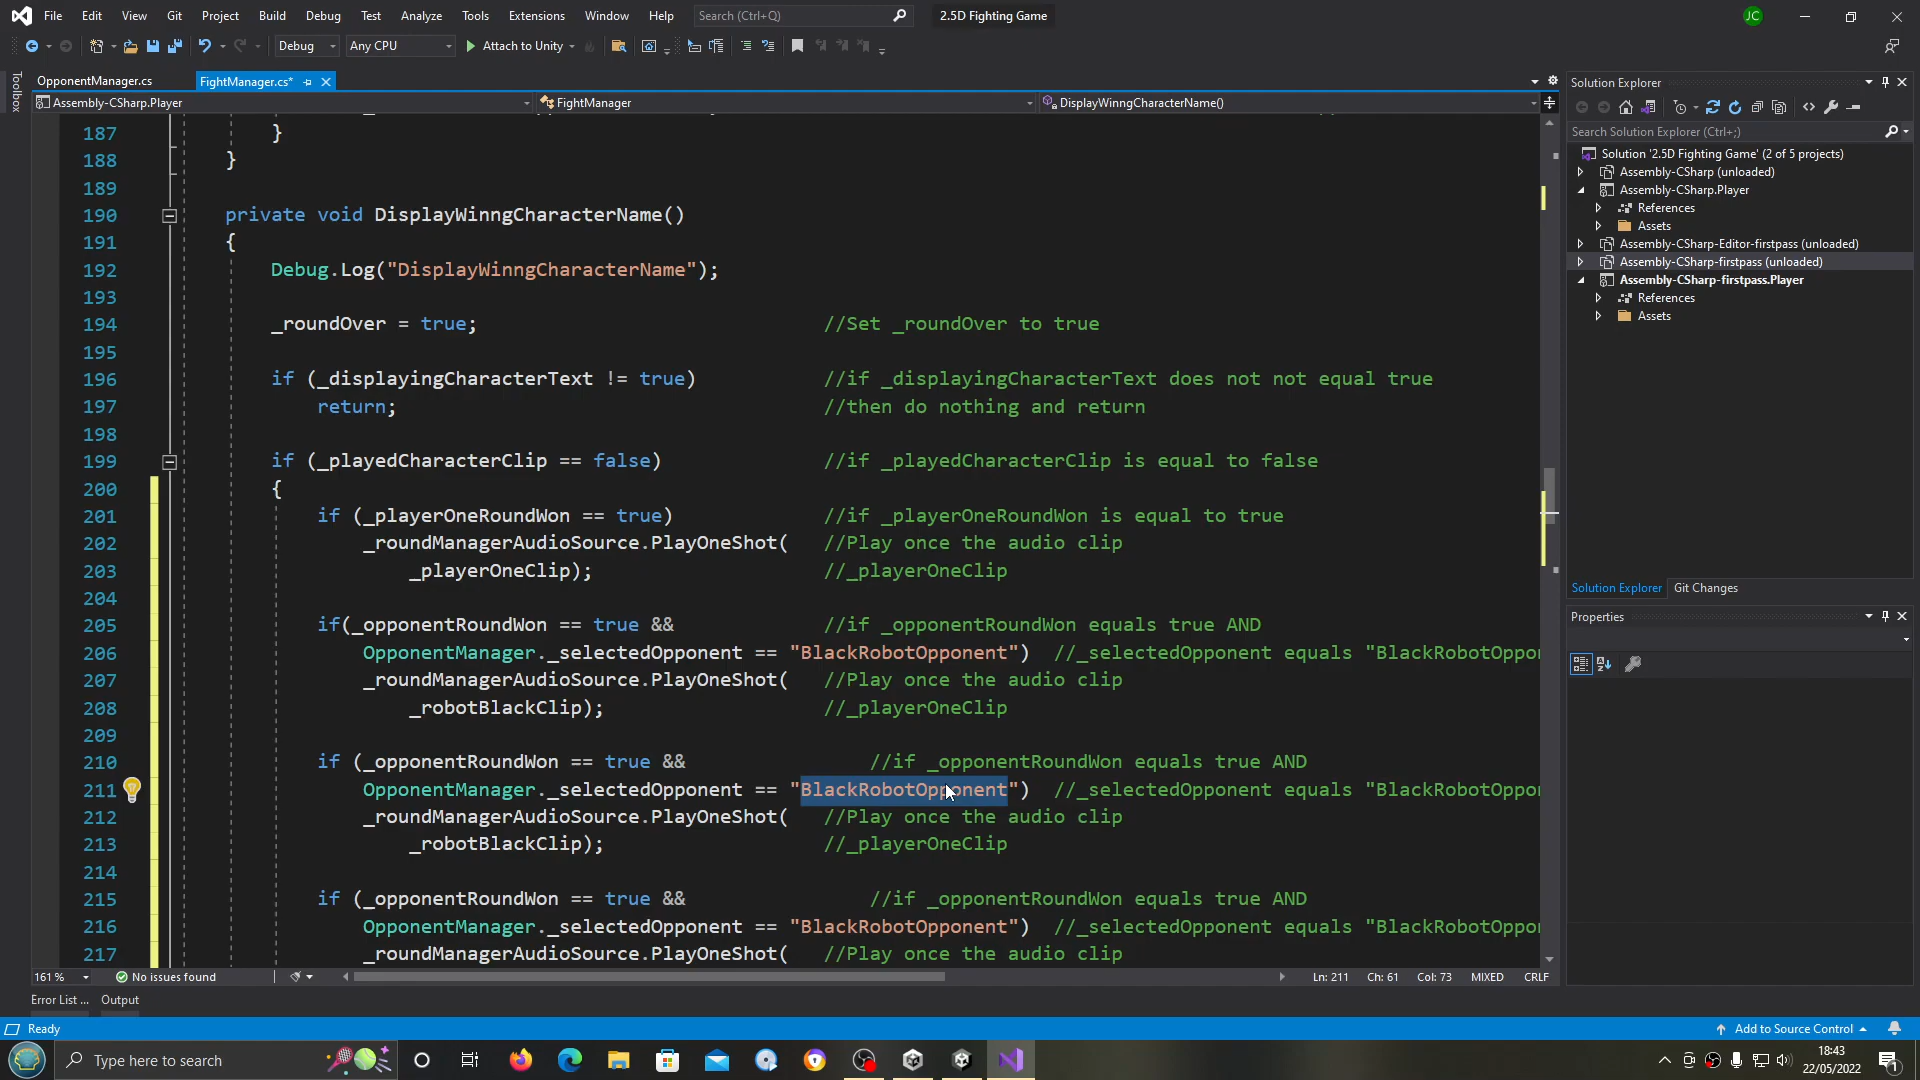 File Edit View Git Project Build Debug Test Analyze Tools Extensions Window Help Search (Ctrl+Q) 2.5D Fighting Game JC
Debug Any CPU Attach to Unity
Toolbox
OpponentManager.cs FightManager.cs*
Assembly-CSharp.Player FightManager DisplayWinngCharacterName()
187 }
188 }
189
190 private void DisplayWinngCharacterName()
191 {
192 Debug.Log("DisplayWinngCharacterName");
193
194 _roundOver = true; //Set _roundOver to true
195
196 if (_displayingCharacterText != true) //if _displayingCharacterText does not not equal true
197 return; //then do nothing and return
198
199 if (_playedCharacterClip == false) //if _playedCharacterClip is equal to false
200 {
201 if (_playerOneRoundWon == true) //if _playerOneRoundWon is equal to true
202 _roundManagerAudioSource.PlayOneShot( //Play once the audio clip
203 _playerOneClip); //_playerOneClip
204
205 if(_opponentRoundWon == true && //if _opponentRoundWon equals true AND
206 OpponentManager._selectedOpponent == "BlackRobotOpponent") //_selectedOpponent equals "BlackRobotOppon
207 _roundManagerAudioSource.PlayOneShot( //Play once the audio clip
208 _robotBlackClip); //_playerOneClip
209
210 if (_opponentRoundWon == true && //if _opponentRoundWon equals true AND
211 OpponentManager._selectedOpponent == "BlackRobotOpponent") //_selectedOpponent equals "BlackRobotOppon
212 _roundManagerAudioSource.PlayOneShot( //Play once the audio clip
213 _robotBlackClip); //_playerOneClip
214
215 if (_opponentRoundWon == true && //if _opponentRoundWon equals true AND
216 OpponentManager._selectedOpponent == "BlackRobotOpponent") //_selectedOpponent equals "BlackRobotOppon
217 _roundManagerAudioSource.PlayOneShot( //Play once the audio clip
161 % No issues found Ln: 211 Ch: 61 Col: 73 MIXED CRLF
Error List ... Output
Solution Explorer
Search Solution Explorer (Ctrl+;)
Solution '2.5D Fighting Game' (2 of 5 projects)
Assembly-CSharp (unloaded)
Assembly-CSharp.Player
References
Assets
Assembly-CSharp-Editor-firstpass (unloaded)
Assembly-CSharp-firstpass (unloaded)
Assembly-CSharp-firstpass.Player
References
Assets
Solution Explorer Git Changes
Properties
Ready Add to Source Control
Type here to search
18:43
22/05/2022
1